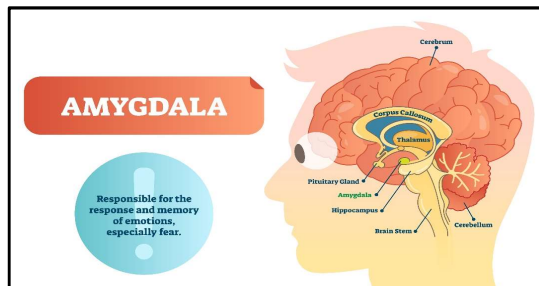 Cerebrum
AMYGDALA
Corpus Callosum
Thalamus
Responsible for the
response and memory
of emotions,
especially fear.
Pituitary Gland
Amygdala
Hippocampus
Brain Stem
Cerebellum